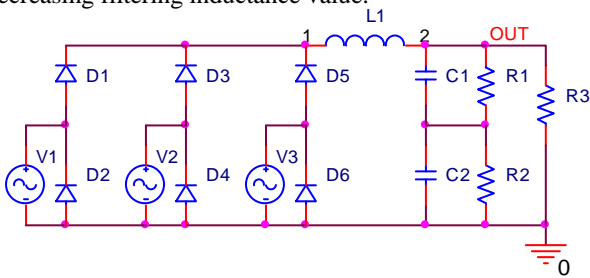 ecreasing filtering inductance value.
L1
1 2 OUT
D1 D3 D5 C1 R1 R3
V1 V2 V3
D2 D4 D6 C2 R2
0